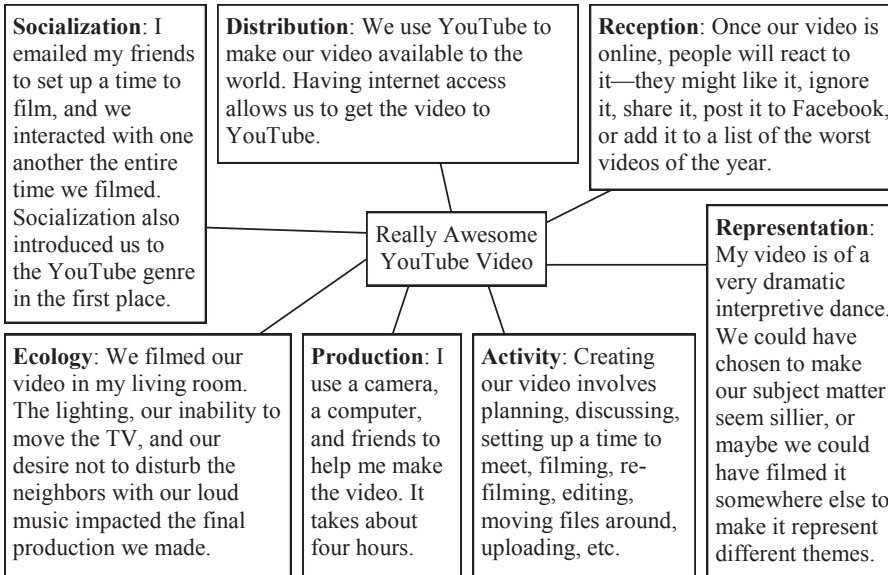 Socialization: I
emailed my friends
to set up a time to
film, and we
interacted with one
another the entire
time we filmed.
Socialization also
introduced us to
the YouTube genre
in the first place.
Distribution: We use YouTube to
make our video available to the
world. Having internet access
allows us to get the video to
YouTube.
Reception: Once our video is
online, people will react to
it—they might like it, ignore
it, share it, post it to Facebook,
or add it to a list of the worst
videos of the year.
Really Awesome
YouTube Video
Representation:
My video is of a
very dramatic
interpretive dance.
We could have
chosen to make
our subject matter
seem sillier, or
maybe we could
have filmed it
somewhere else to
make it represent
different themes.
Ecology: We filmed our
video in my living room.
The lighting, our inability to
move the TV, and our
desire not to disturb the
neighbors with our loud
music impacted the final
production we made.
Production: I
use a camera,
a computer,
and friends to
help me make
the video. It
takes about
four hours.
Activity: Creating
our video involves
planning, discussing,
setting up a time to
meet, filming, re-
filming, editing,
moving files around,
uploading, etc.